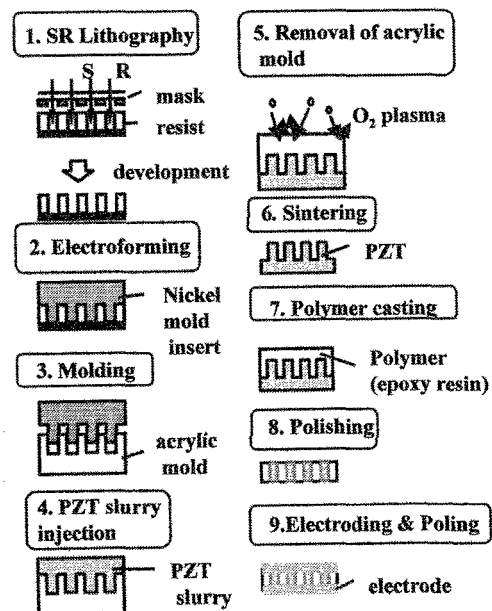 1. SR Lithography
S R
mask
resist
development
2. Electroforming
Nickel
mold
insert
3. Molding
acrylic
mold
4. PZT slurry
injection
PZT
slurry
5. Removal of acrylic
mold
O2 plasma
6. Sintering
PZT
7. Polymer casting
Polymer
(epoxy resin)
8. Polishing
9.Electroding & Poling
electrode